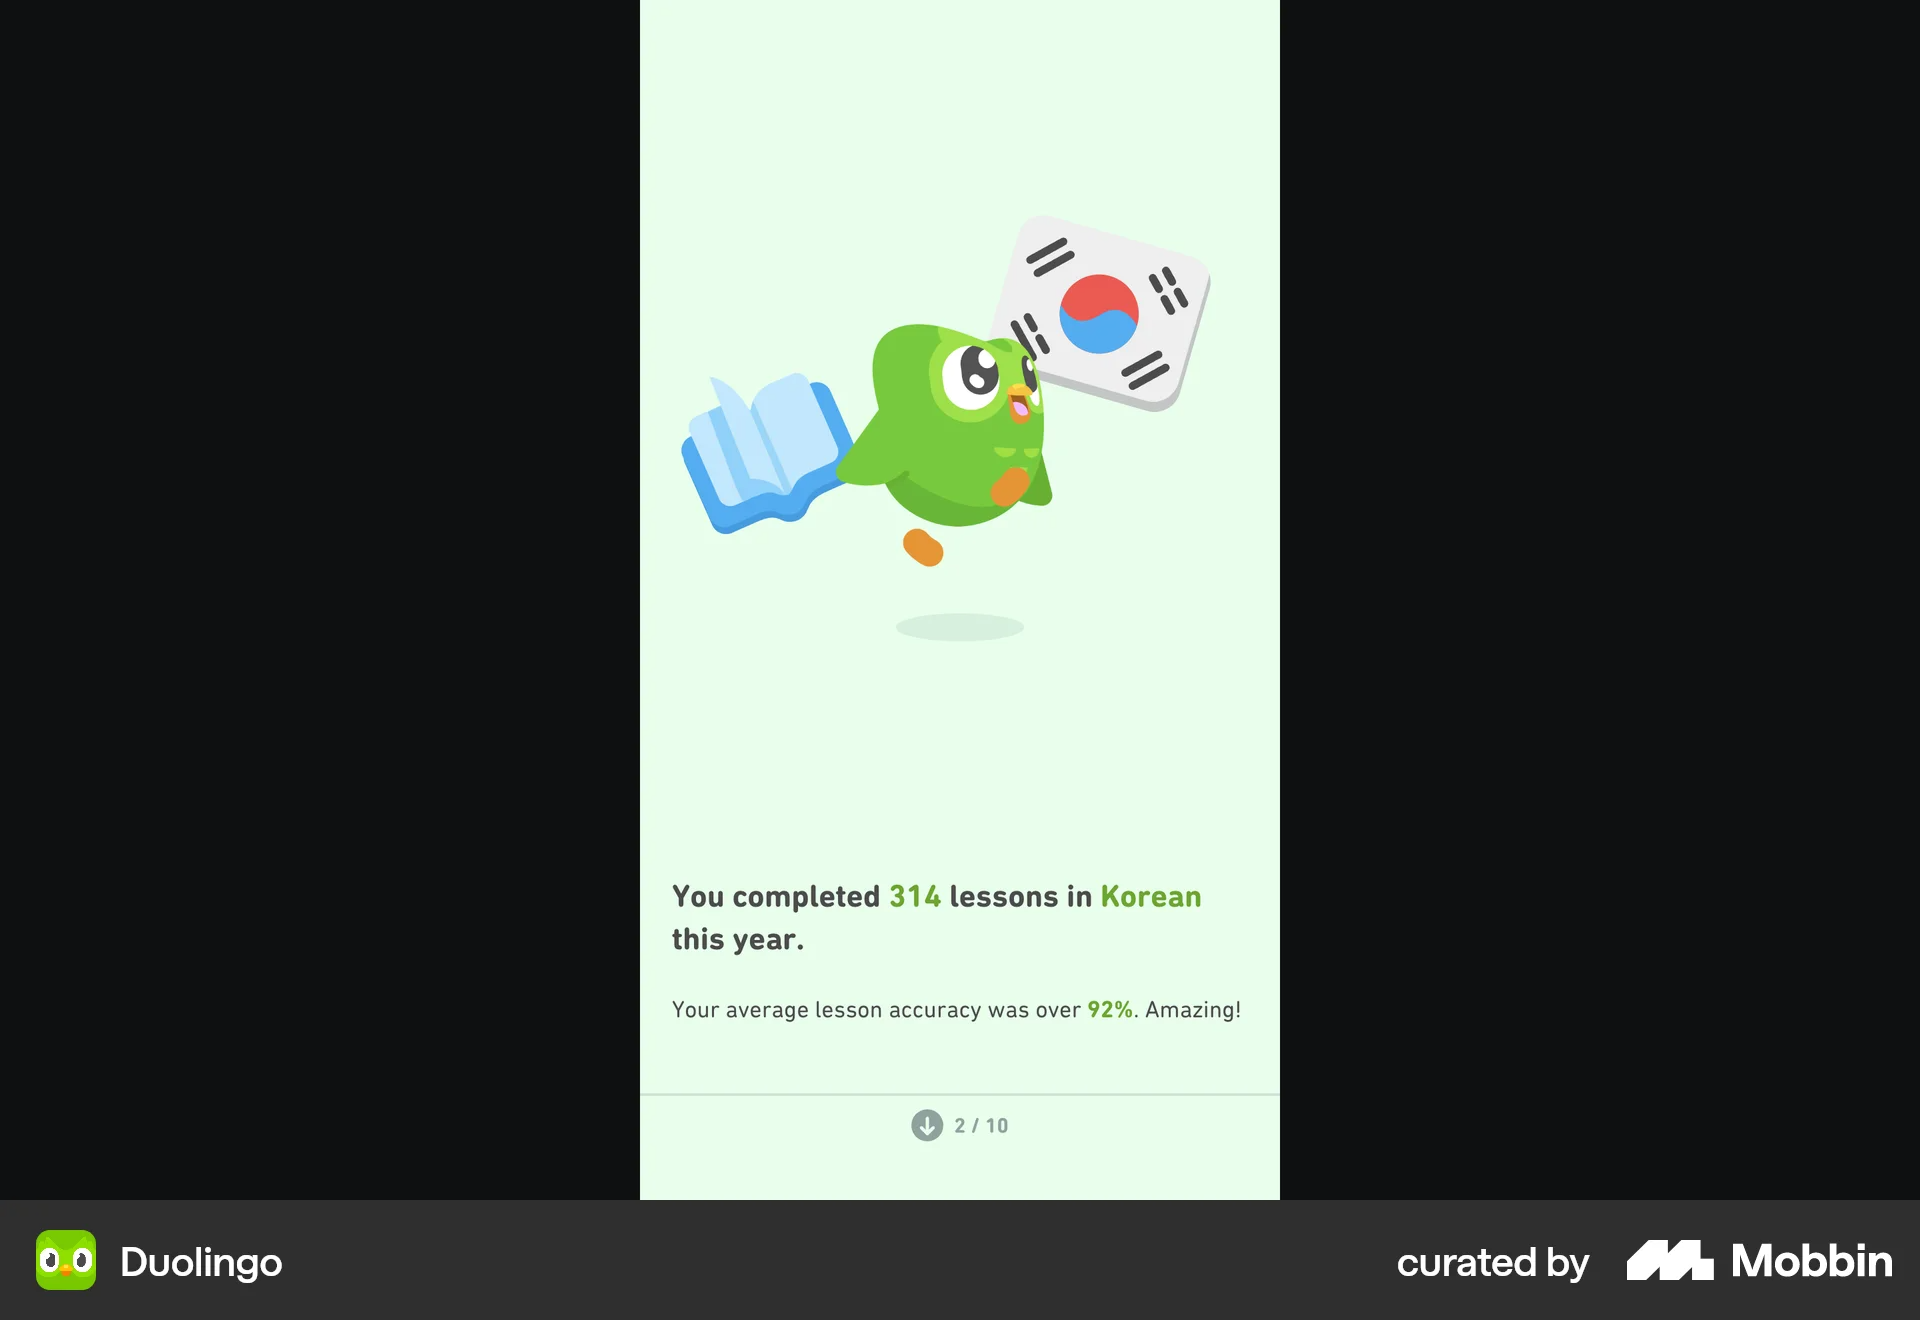 You completed 314 lessons in Korean
this year.
Your average lesson accuracy was over 92%. Amazing!
2 / 10
Duolingo
curated by Mobbin